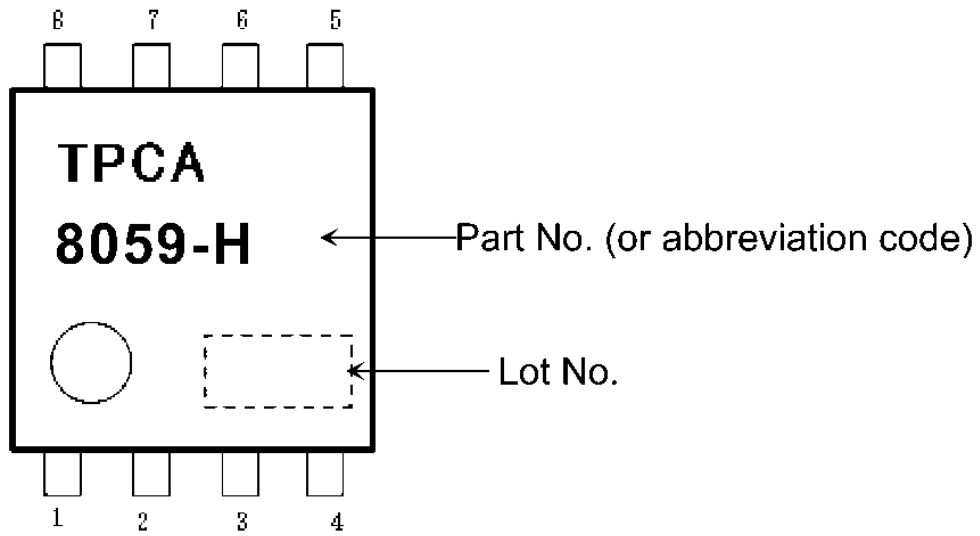 8 7 6 5
TPCA
8059-H
Part No. (or abbreviation code)
Lot No.
1 2 3 4